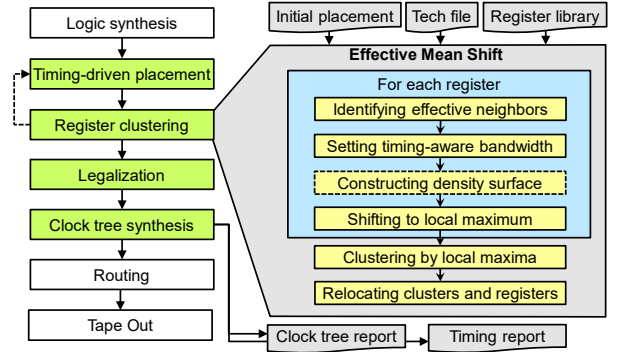 Logic synthesis
Timing-driven placement
Register clustering
Legalization
Clock tree synthesis
Routing
Tape Out
Initial placement
Tech file
Register library
Effective Mean Shift
For each register
Identifying effective neighbors
Setting timing-aware bandwidth
Constructing density surface
Shifting to local maximum
Clustering by local maxima
Relocating clusters and registers
Clock tree report
Timing report